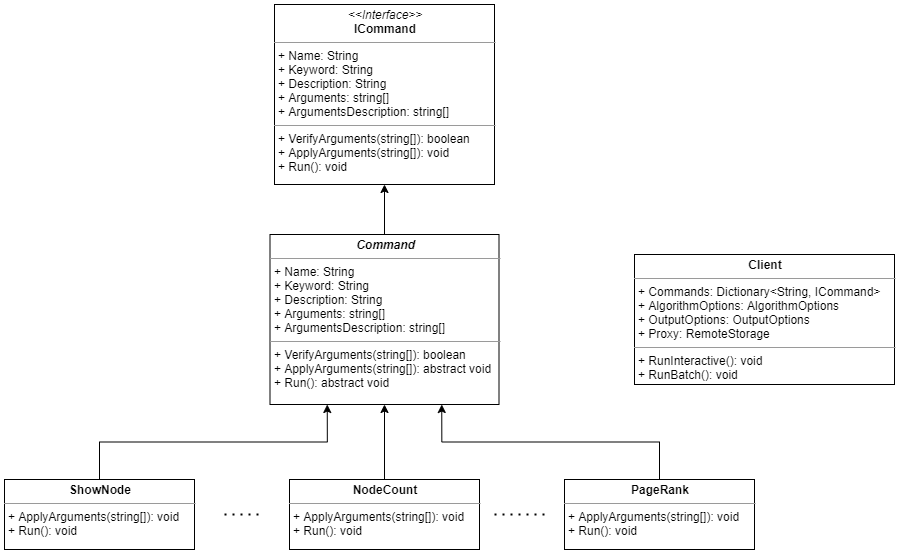 <<Interface>>
ICommand
+ Name: String
+ Keyword: String
+ Description: String
+ Arguments: string[]
+ ArgumentsDescription: string[]
+ VerifyArguments(string[]): boolean
+ ApplyArguments(string[]): void
+ Run(): void
Command
+ Name: String
+ Keyword: String
+ Description: String
+ Arguments: string[]
+ ArgumentsDescription: string[]
+ VerifyArguments(string[]): boolean
+ ApplyArguments(string[]): abstract void
+ Run(): abstract void
Client
+ Commands: Dictionary<String, ICommand>
+ AlgorithmOptions: AlgorithmOptions
+ OutputOptions: OutputOptions
+ Proxy: RemoteStorage
+ RunInteractive(): void
+ RunBatch(): void
ShowNode
+ ApplyArguments(string[]): void
+ Run(): void
.....
NodeCount
+ ApplyArguments(string[]): void
+ Run(): void
.......
PageRank
+ ApplyArguments(string[]): void
+ Run(): void